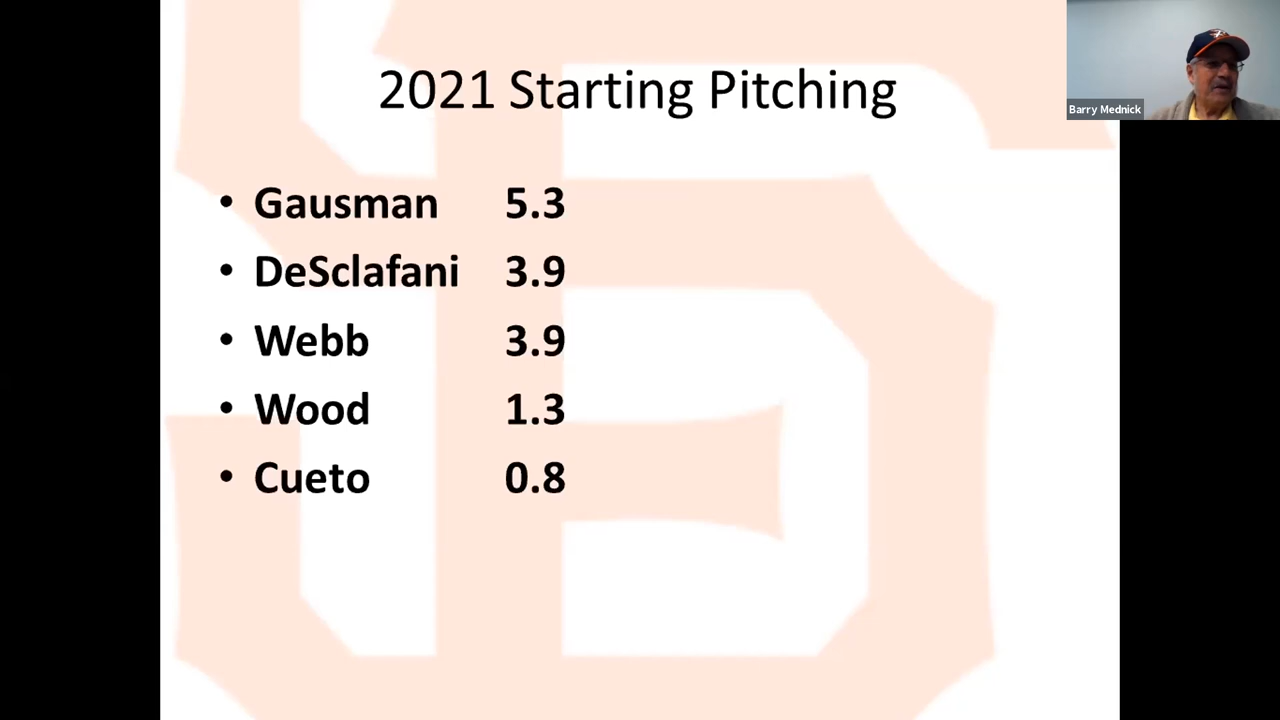 2021 Starting Pitching
• Gausman 5.3
• DeSclafani 3.9
• Webb 3.9
• Wood 1.3
• Cueto 0.8
Barry Mednick